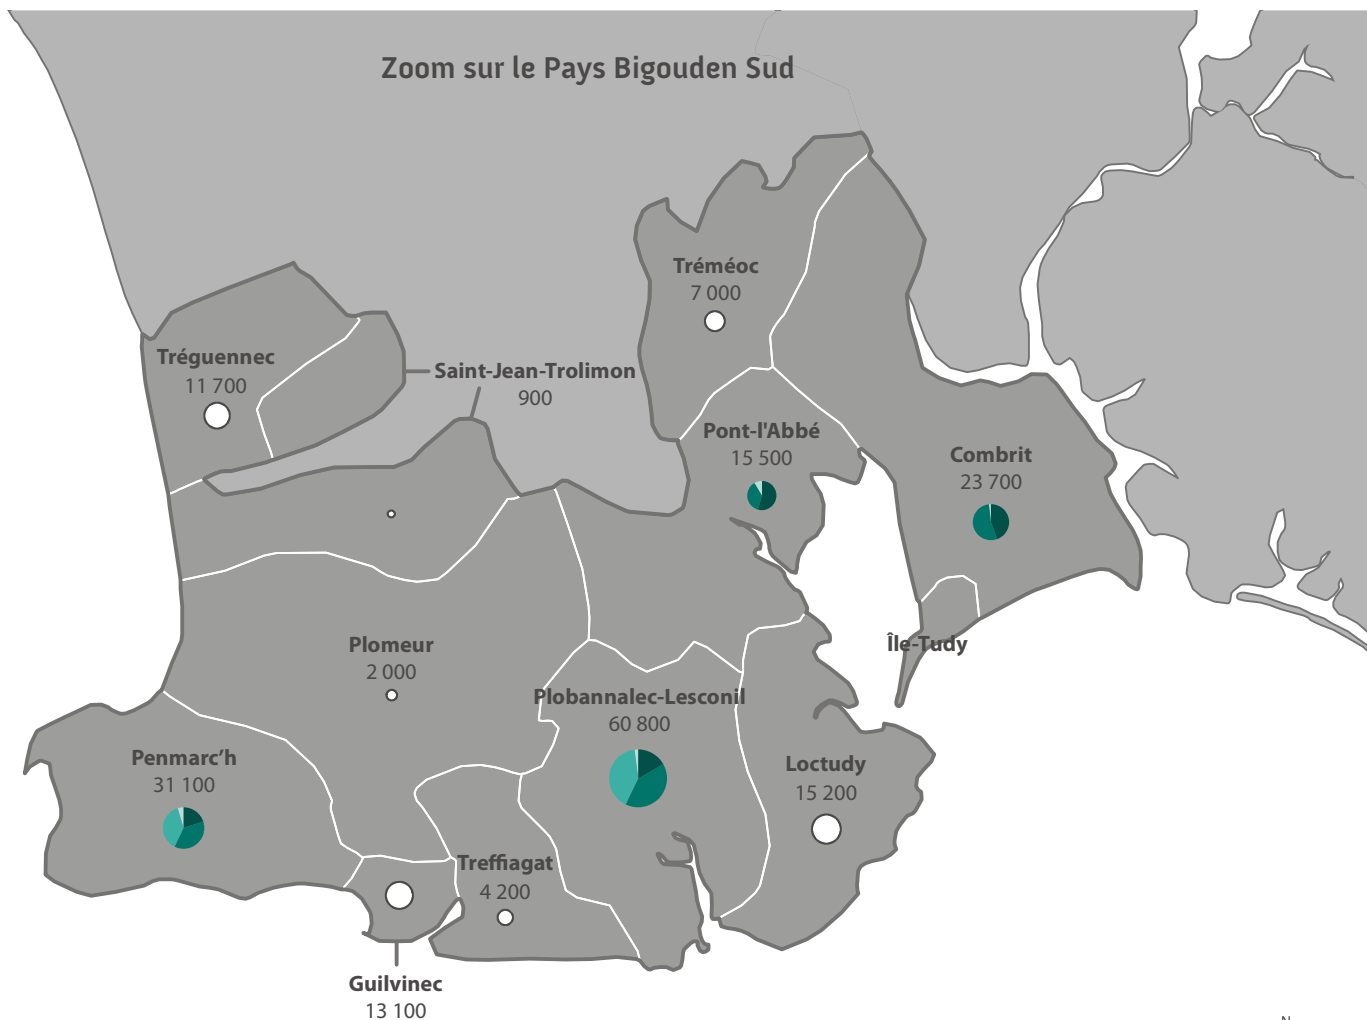 Zoom sur le Pays Bigouden Sud
Tréméoc
7 000
Tréguennec
11 700
Saint-Jean-Trolimon
900
Pont-l'Abbé
15 500
Combrit
23 700
Île-Tudy
Plomeur
2 000
Plobannalec-Lesconil
60 800
Penmarc'h
31 100
Loctudy
15 200
Treffiagat
4 200
Guilvinec
13 100
N